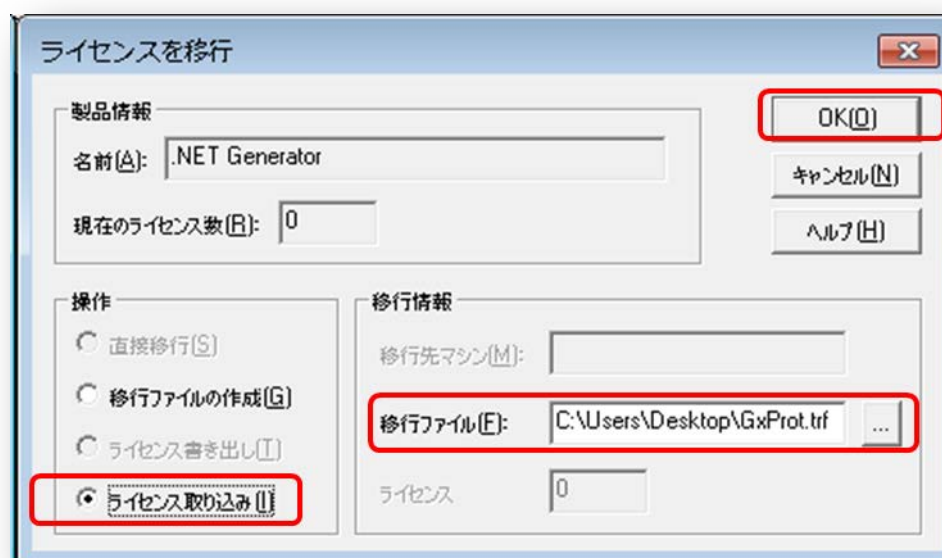 ライセンスを移行
製品情報
名前(A): .NET Generator
現在のライセンス数(R): 0
OK(O)
キャンセル(N)
ヘルプ(H)
操作
直接移行(S)
移行ファイルの作成(G)
ライセンス書き出し(T)
ライセンス取り込み(I)
移行情報
移行先マシン(M):
移行ファイル(F): C:\Users\Desktop\GxProt.trf ...
ライセンス 0